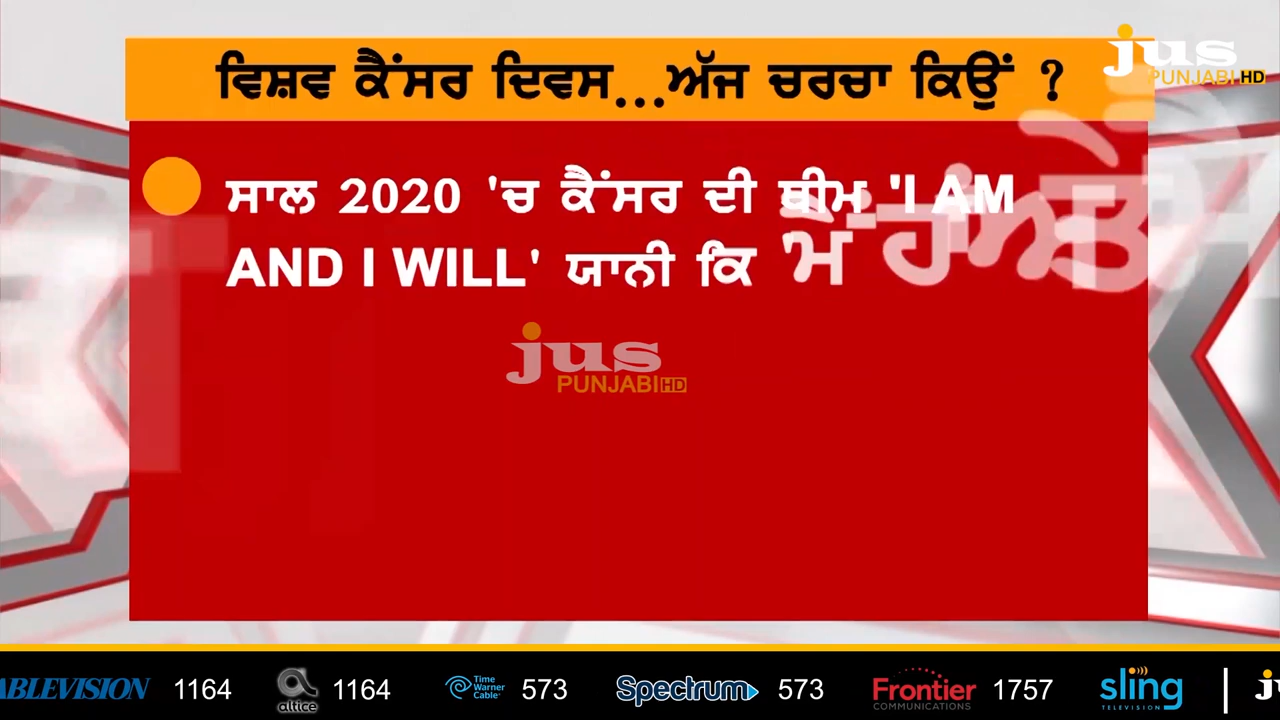 jus
PUNJABI HD
ਵਿਸ਼ਵ ਕੈਂਸਰ ਦਿਵਸ...ਅੱਜ ਚਰਚਾ ਕਿਉਂ ?
ਸਾਲ 2020 'ਚ ਕੈਂਸਰ ਦੀ ਥੀਮ 'I AM
AND I WILL' ਯਾਨੀ ਕਿ 'ਮੈਂ ਹਾਂ ਅਤੇ
jus
PUNJABI HD
ABLEVISION 1164 altice 1164 Time Warner Cable 573 Spectrum 573 Frontier COMMUNICATIONS 1757 sling TELEVISION